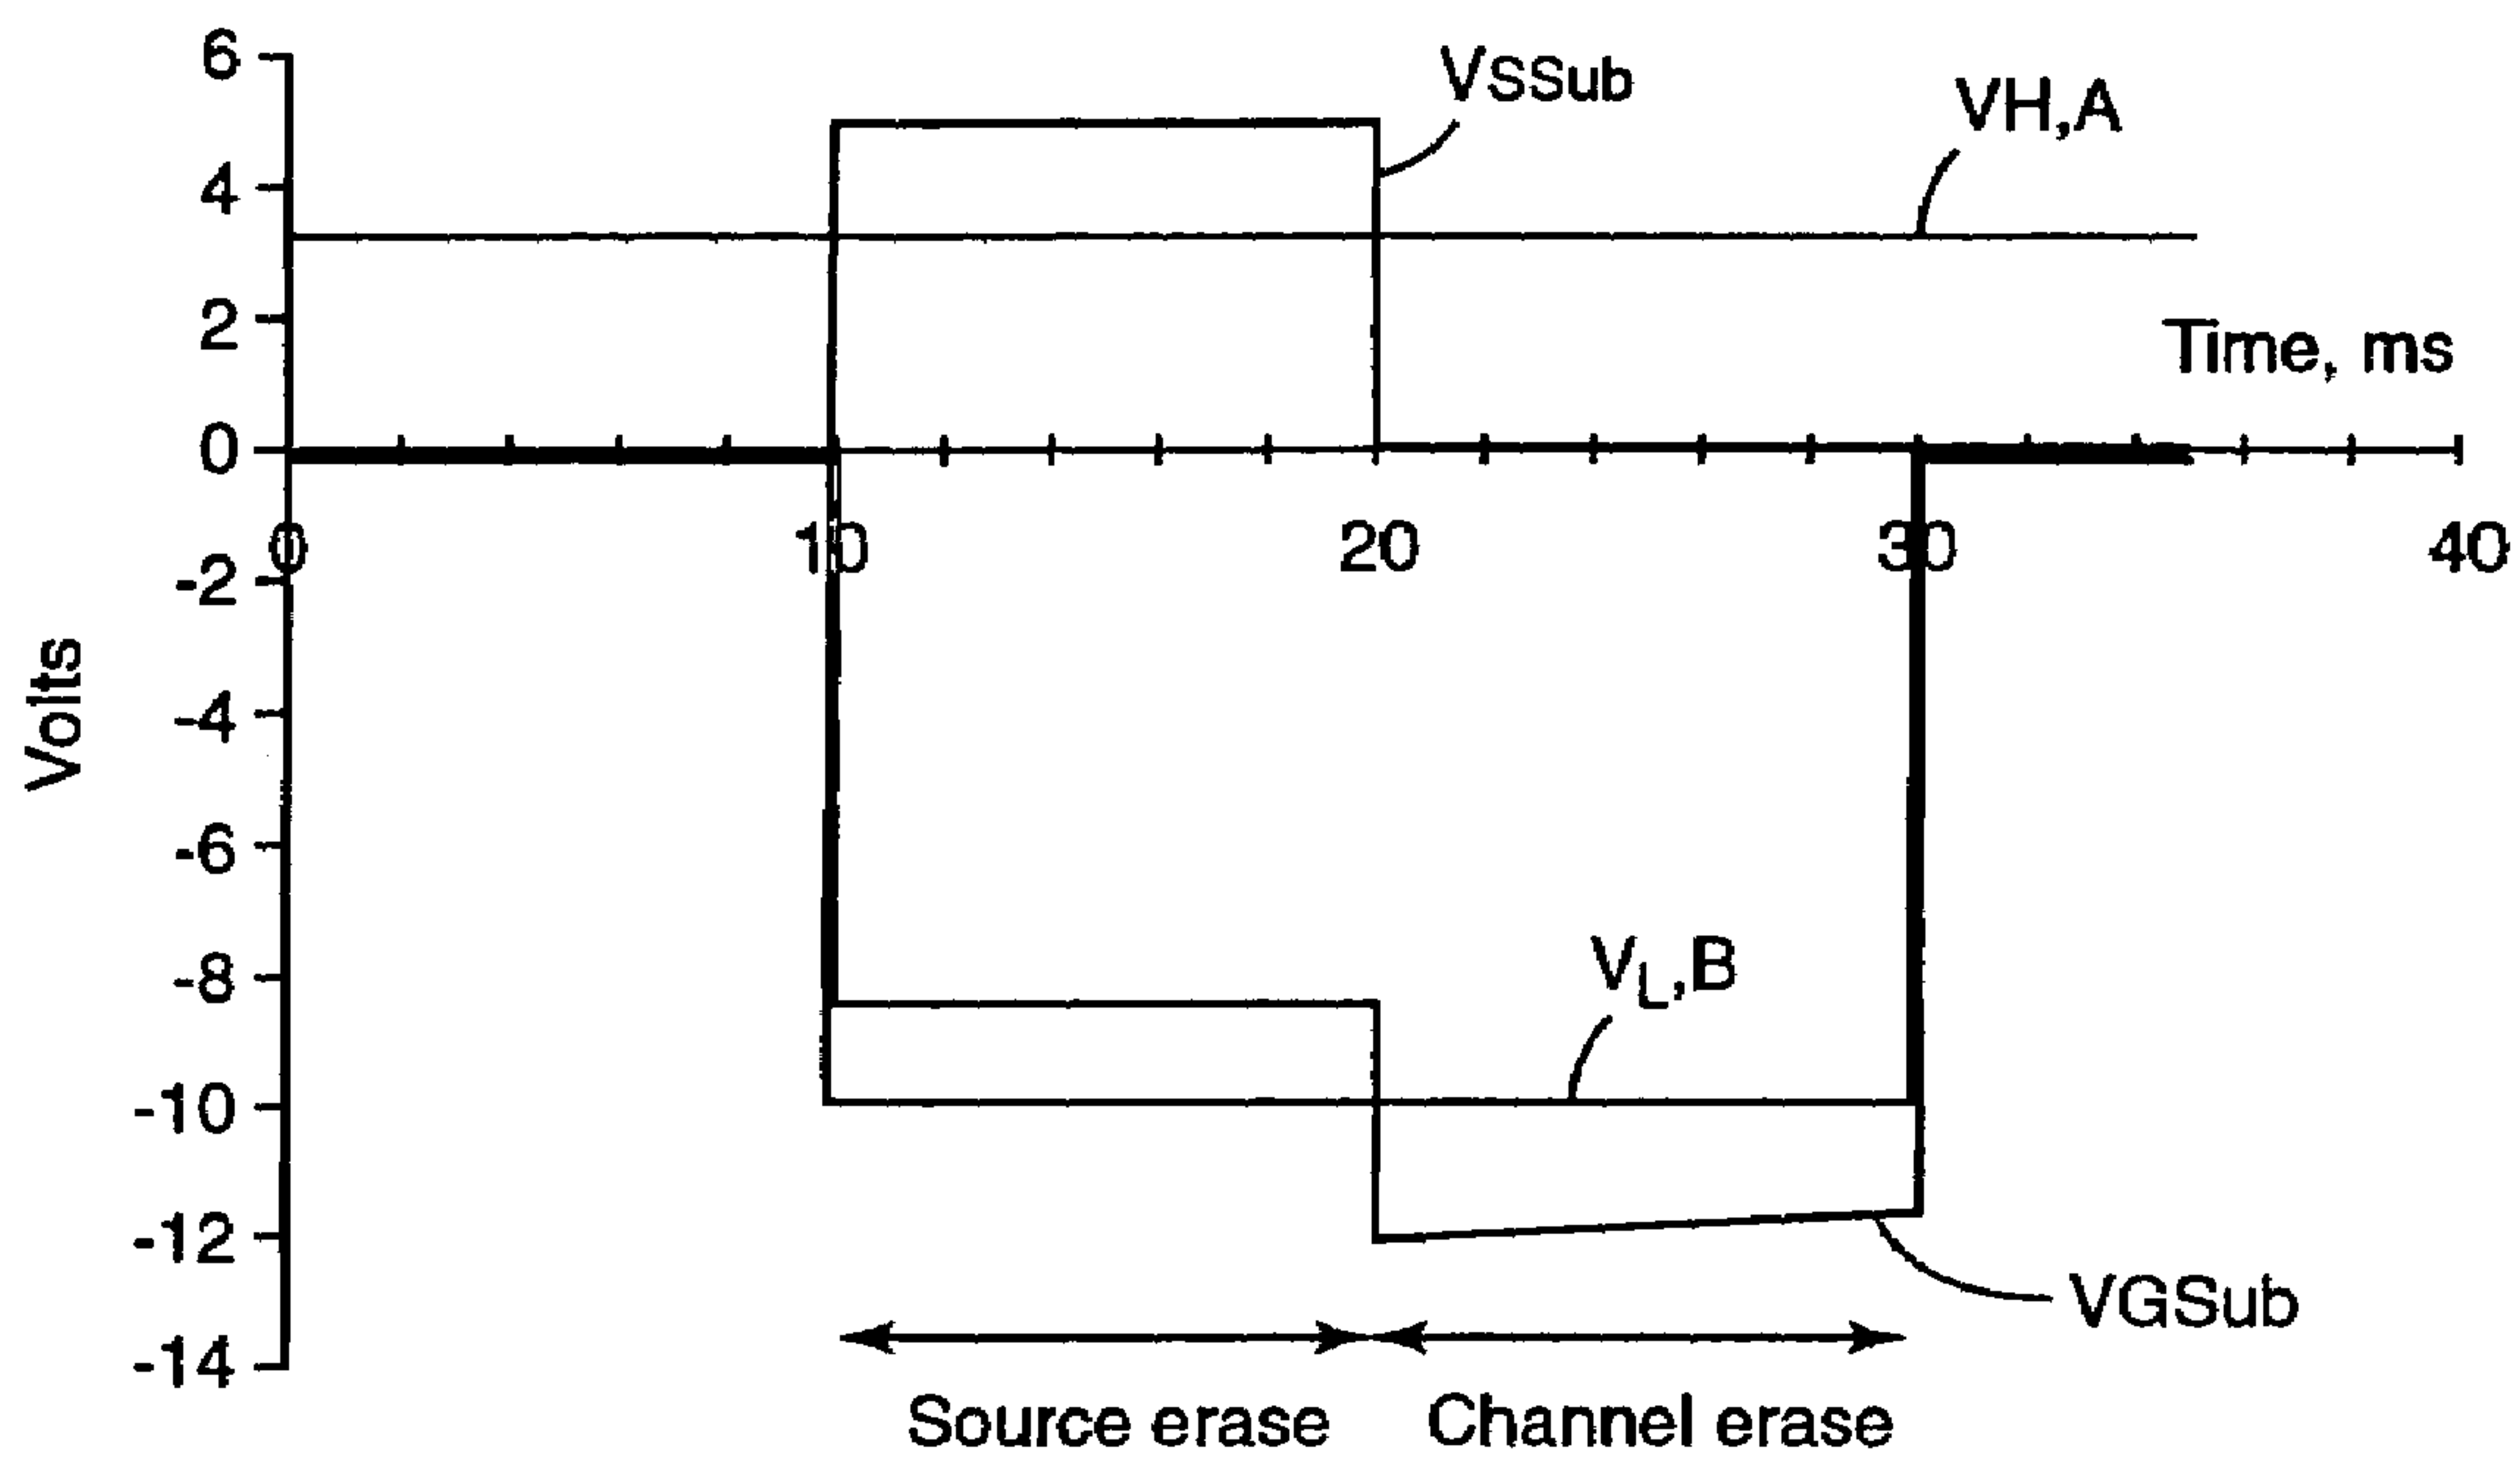 6
VSSub
VH,A
4
2
Time, ms
0
0
10
20
30
40
-2
Volts
-4
-6
-8
VL,B
-10
-12
VGSub
-14
Source erase
Channel erase